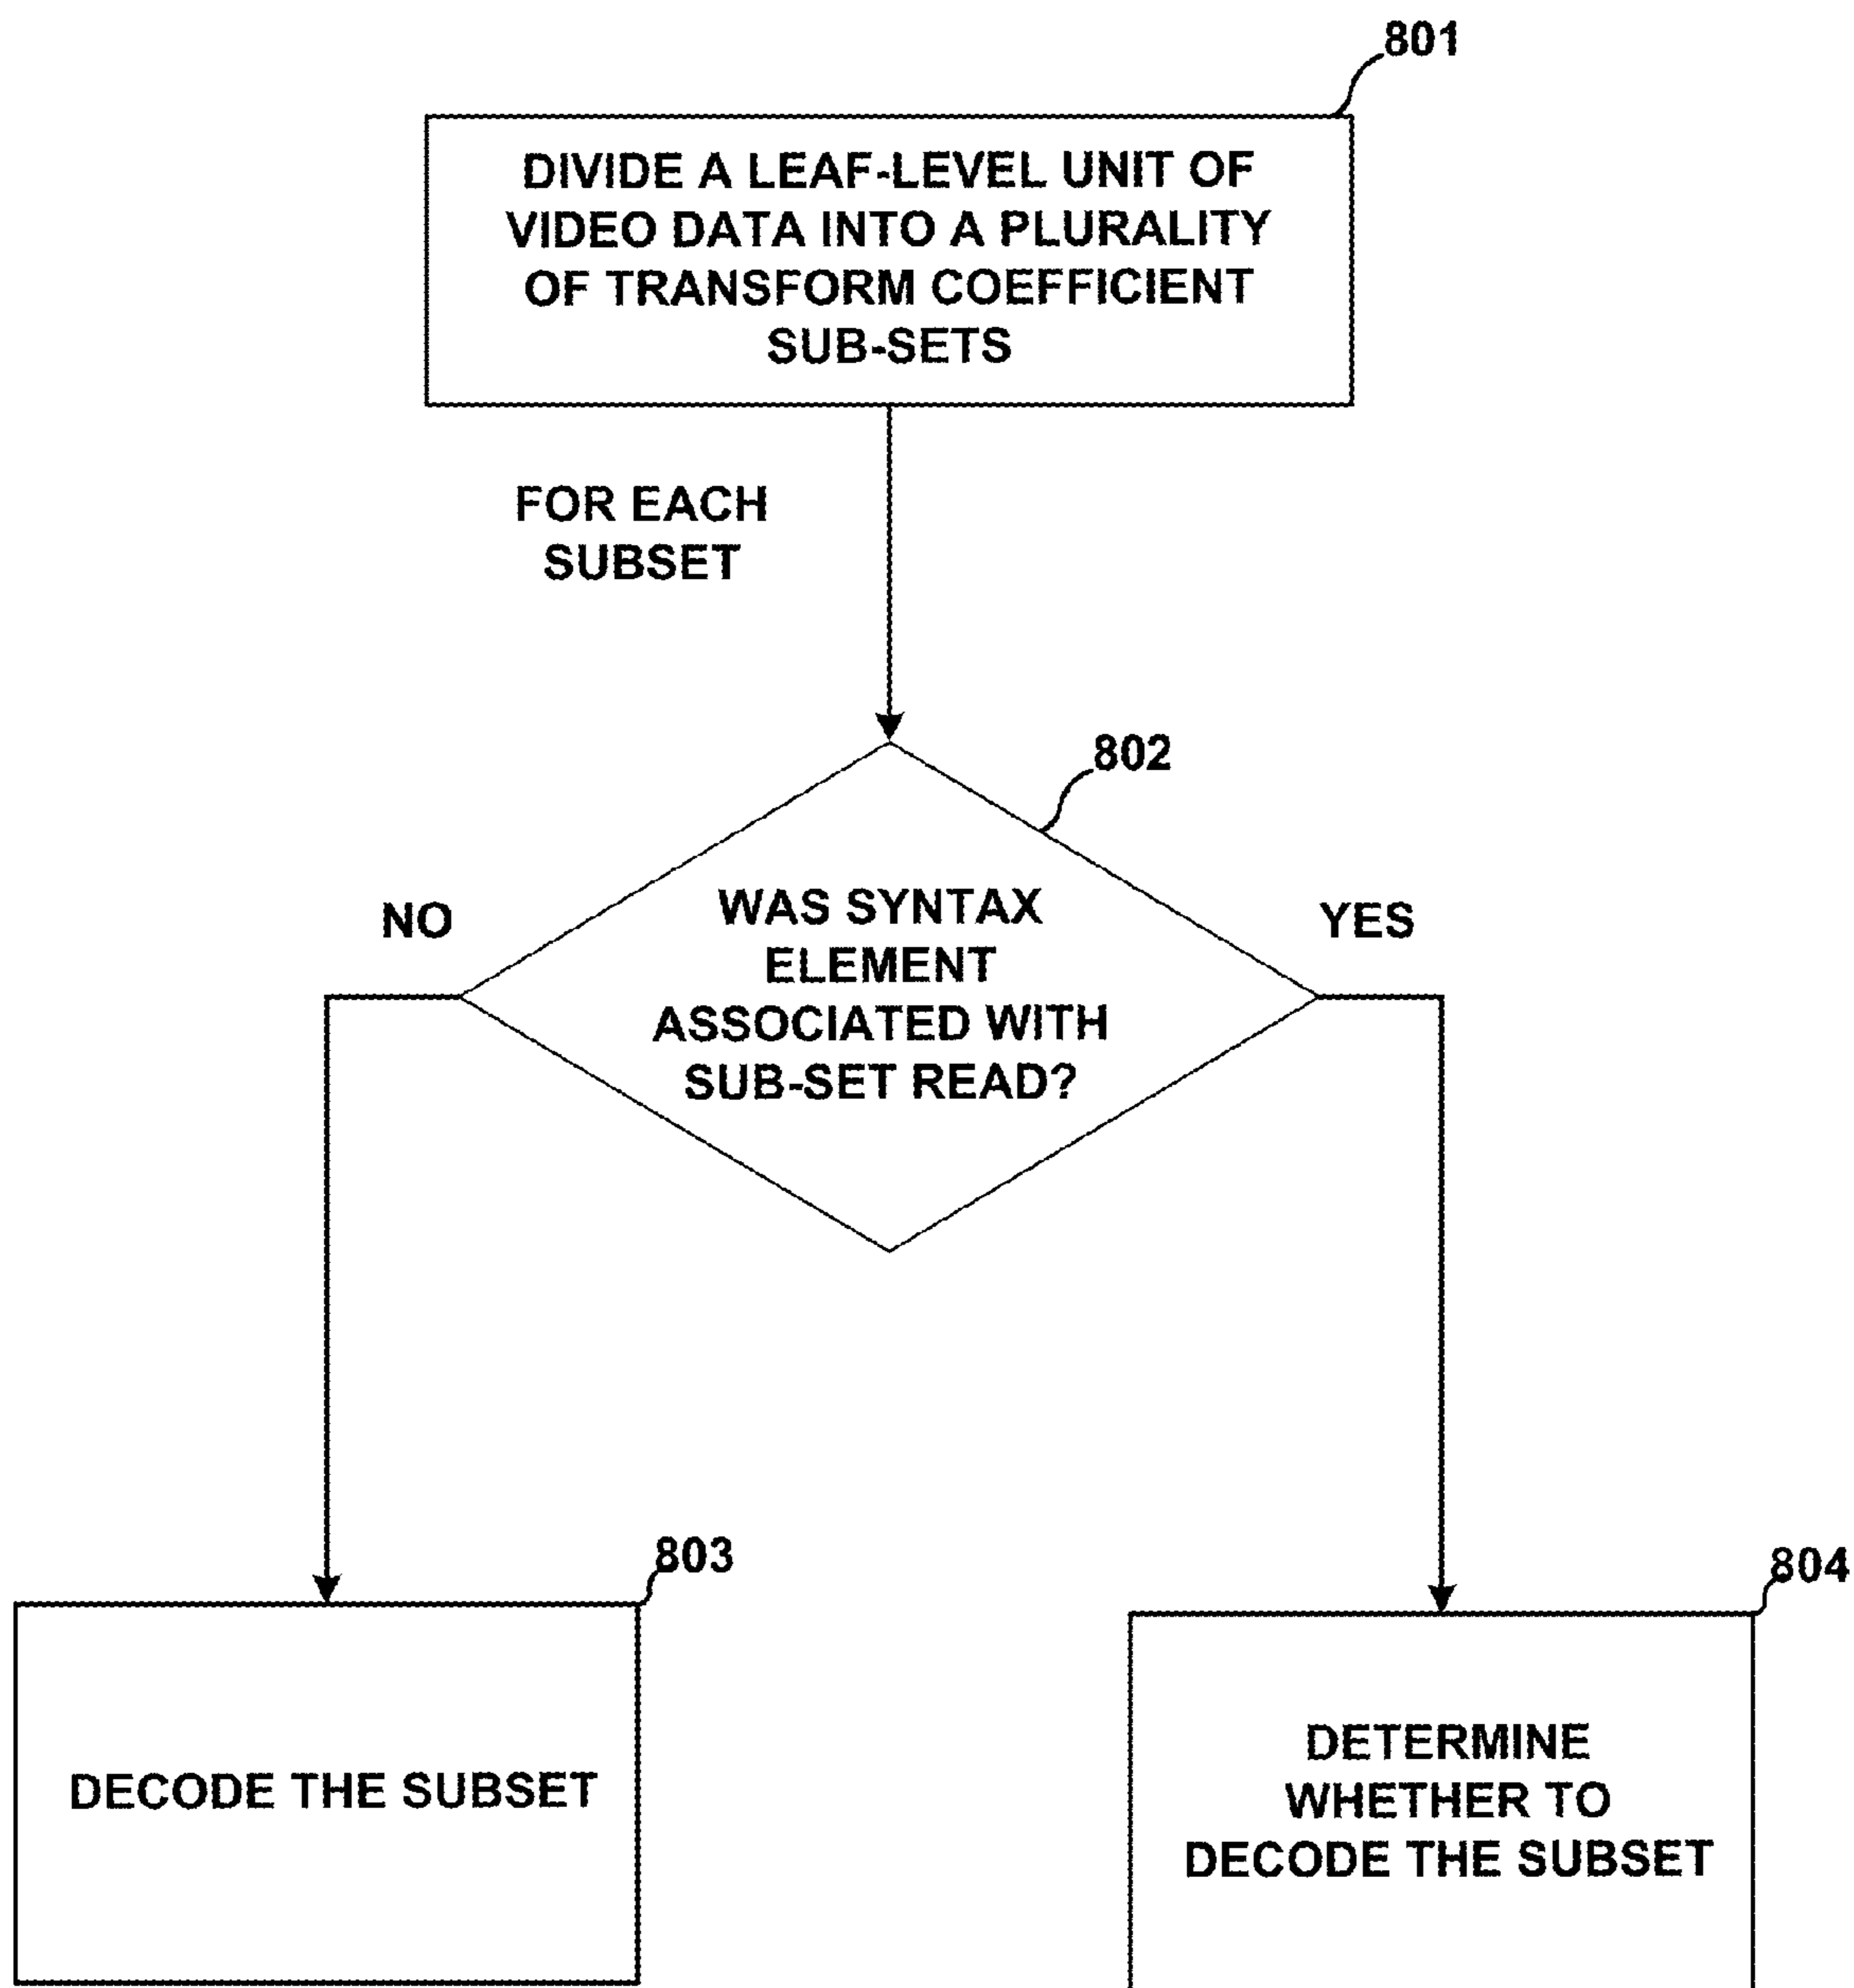 801
DIVIDE A LEAF-LEVEL UNIT OF
VIDEO DATA INTO A PLURALITY
OF TRANSFORM COEFFICIENT
SUB-SETS
FOR EACH
SUBSET
802
NO
WAS SYNTAX
ELEMENT
ASSOCIATED WITH
SUB-SET READ?
YES
803
DECODE THE SUBSET
804
DETERMINE
WHETHER TO
DECODE THE SUBSET